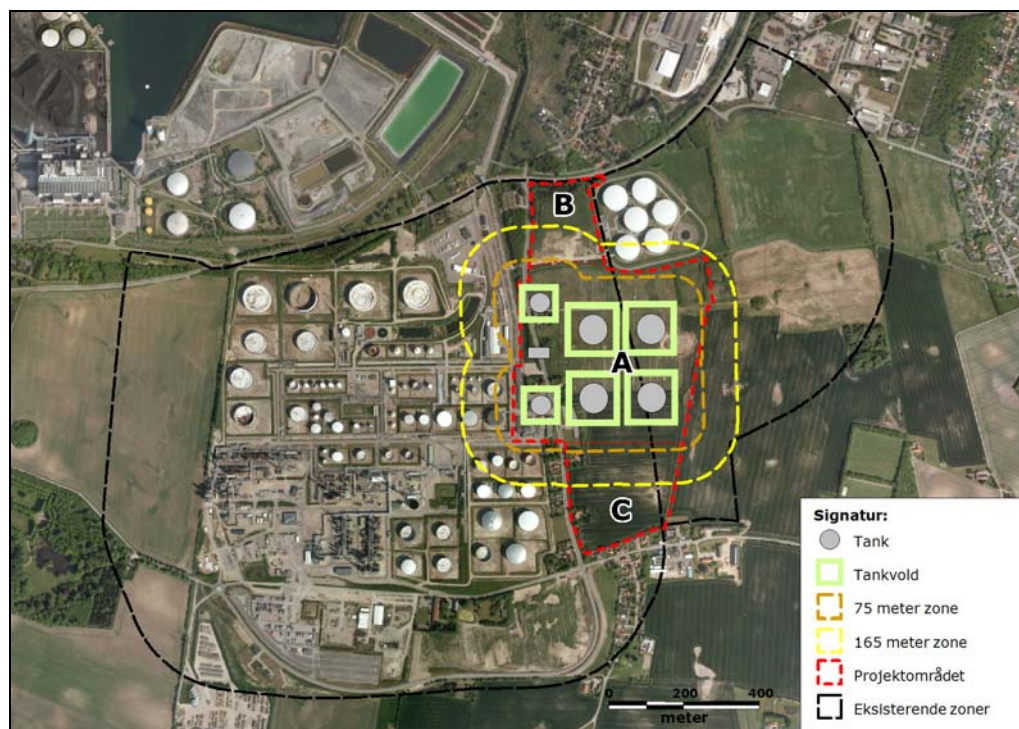 B
A
C
Signatur:
Tank
Tankvold
75 meter zone
165 meter zone
Projektområdet
Eksisterende zoner
0 200 400
meter